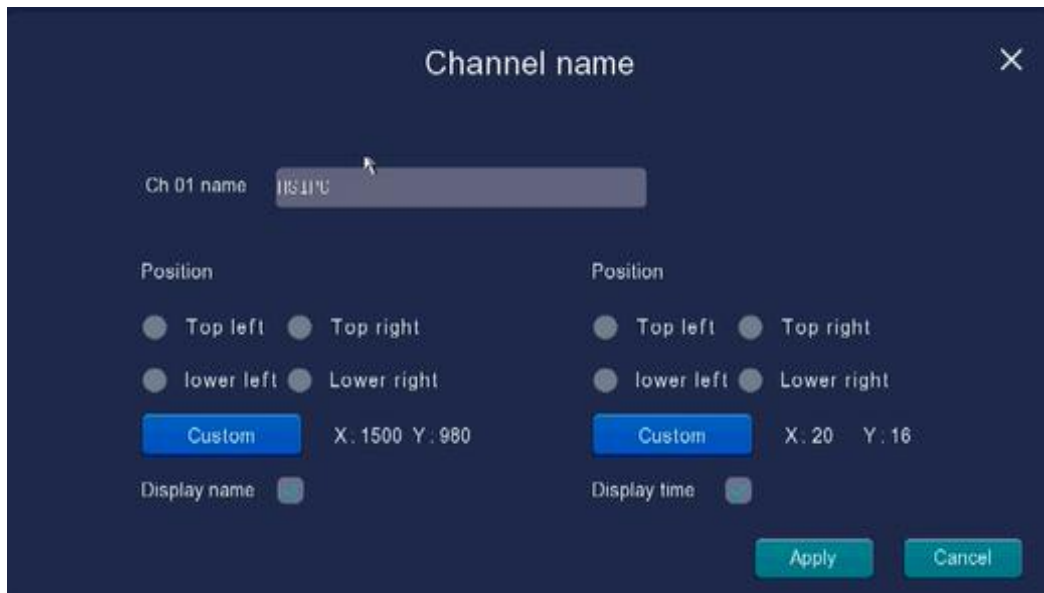 Channel name
Ch 01 name
Position
Top left Top right
lower left Lower right
Custom X: 1500 Y: 980
Display name
Position
Top left Top right
lower left Lower right
Custom X: 20 Y: 16
Display time
Apply Cancel